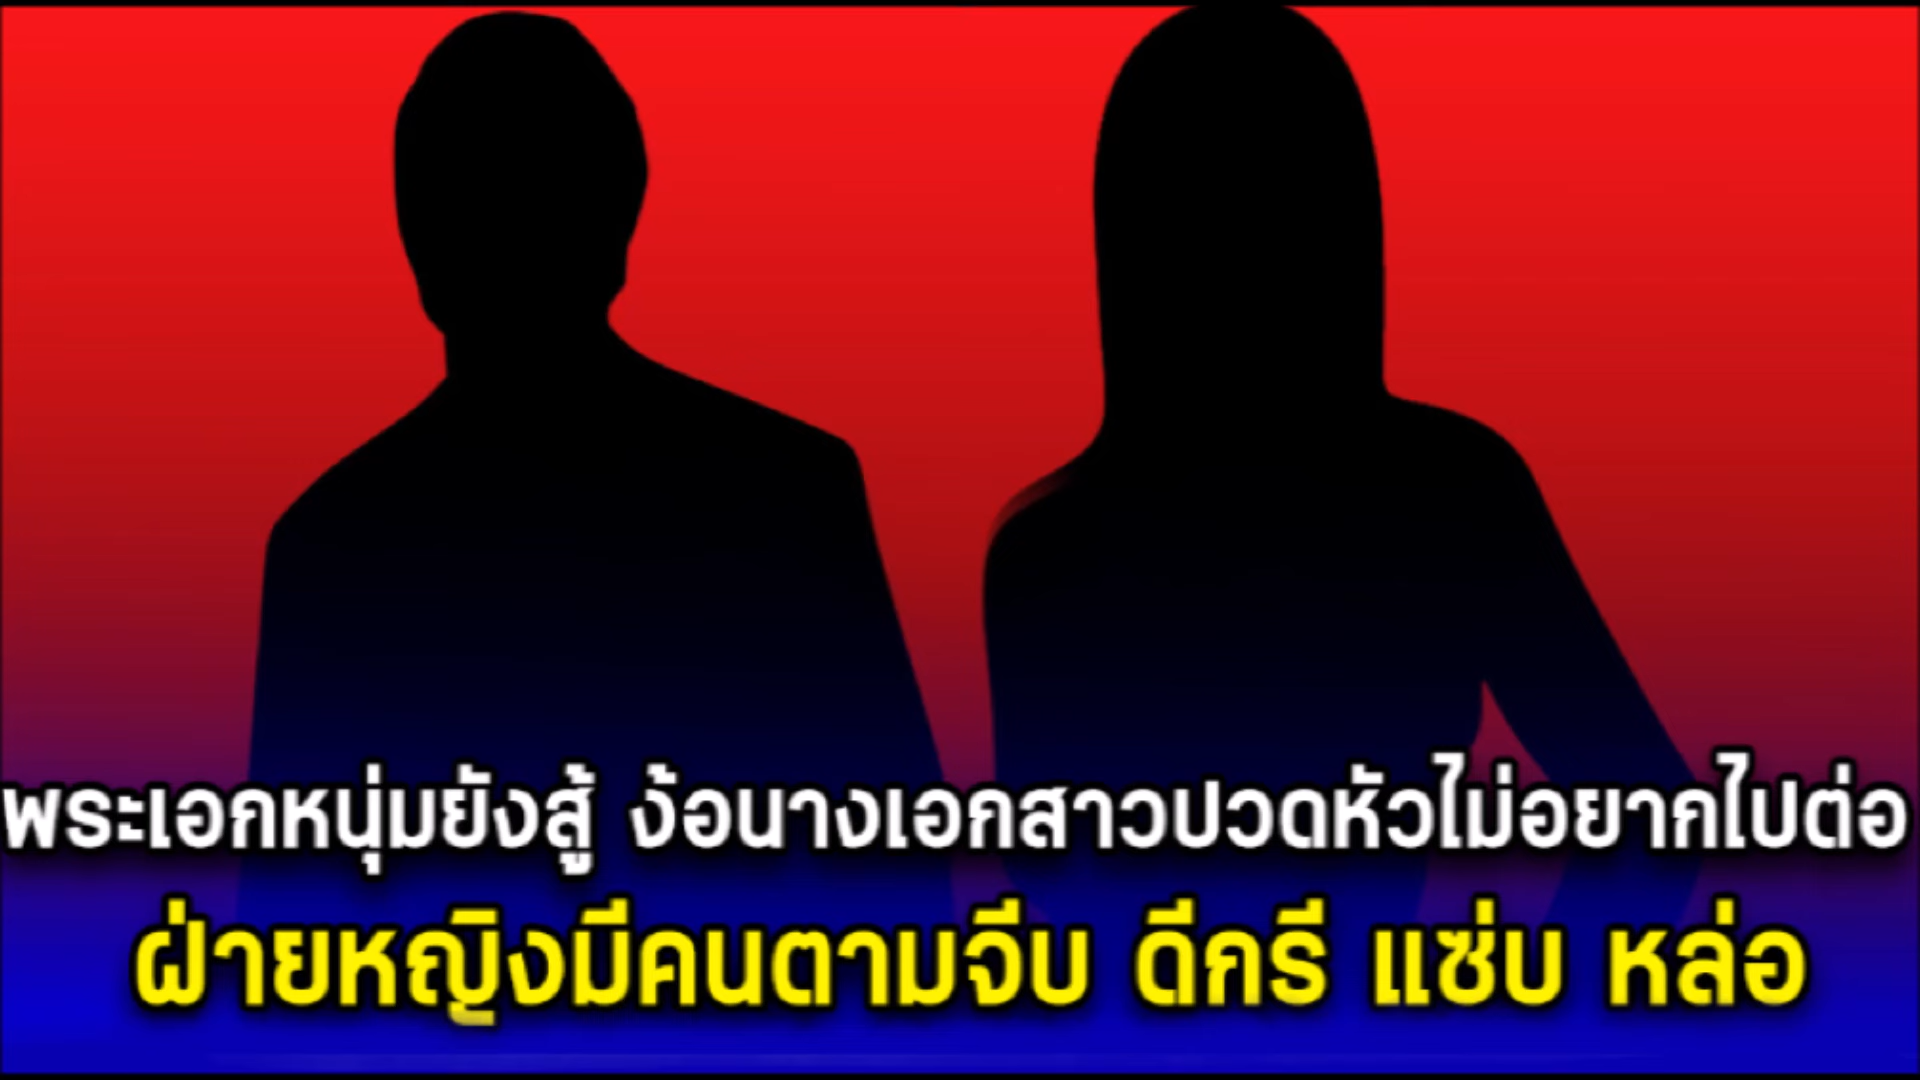 พระเอกหนุ่มยังสู้ ง้อนางเอกสาวปวดหัวไม่อยากไปต่อ
ฝ่ายหญิงมีคนตามจีบ ดีกรี แซ่บ หล่อ